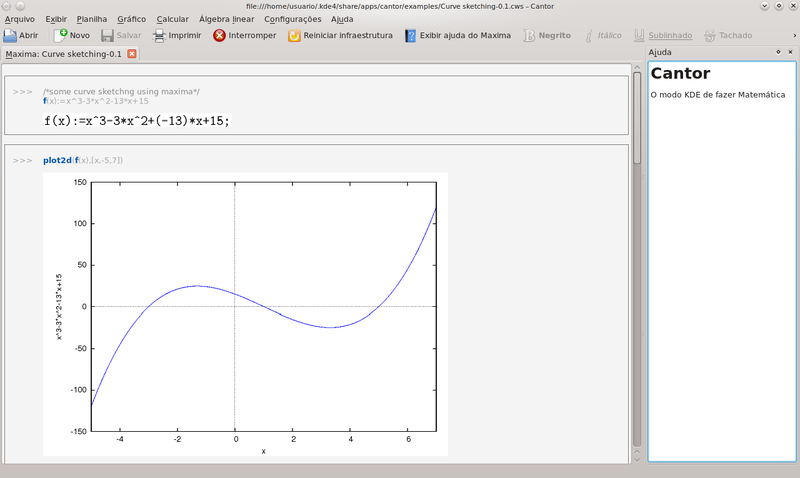 file:///home/usuario/.kde4/share/apps/cantor/examples/Curve sketching-0.1.cws – Cantor
Arquivo Exibir Planilha Gráfico Calcular Álgebra linear Configurações Ajuda
Abrir Novo Salvar Imprimir Interromper Reiniciar infraestrutura Exibir ajuda do Maxima Negrito Itálico Sublinhado Tachado
Maxima: Curve sketching-0.1
Ajuda
Cantor
O modo KDE de fazer Matemática
>>> /*some curve sketchng using maxima*/
f(x):=x^3-3*x^2-13*x+15
f(x):=x^3-3*x^2+(-13)*x+15;
>>> plot2d(f(x),[x,-5,7])
150
100
50
0
-50
-100
-150
x^3-3*x^2-13*x+15
-4 -2 0 2 4 6
x